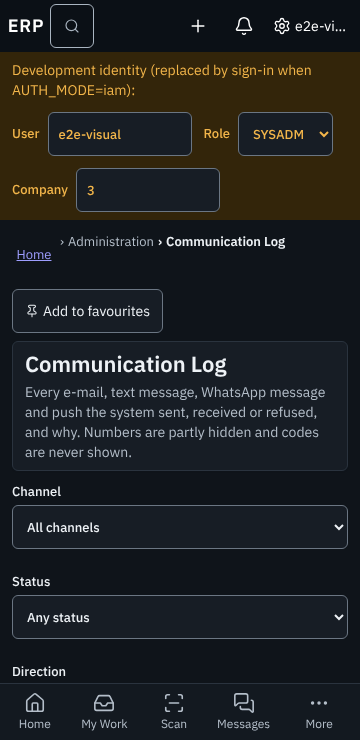 ERP
e2e-vi...
Development identity (replaced by sign-in when
AUTH_MODE=iam):
User e2e-visual Role SYSADM
Company 3
Home › Administration › Communication Log
Add to favourites
Communication Log
Every e-mail, text message, WhatsApp message
and push the system sent, received or refused,
and why. Numbers are partly hidden and codes
are never shown.
Channel
All channels
Status
Any status
Direction
Home My Work Scan Messages More